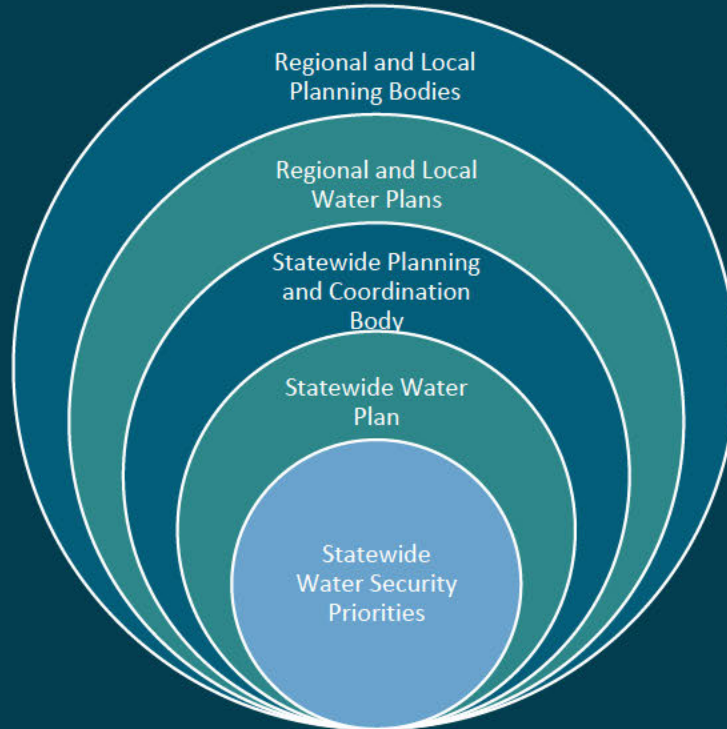 Regional and Local
Planning Bodies
Regional and Local
Water Plans
Statewide Planning
and Coordination
Body
Statewide Water
Plan
Statewide
Water Security
Priorities